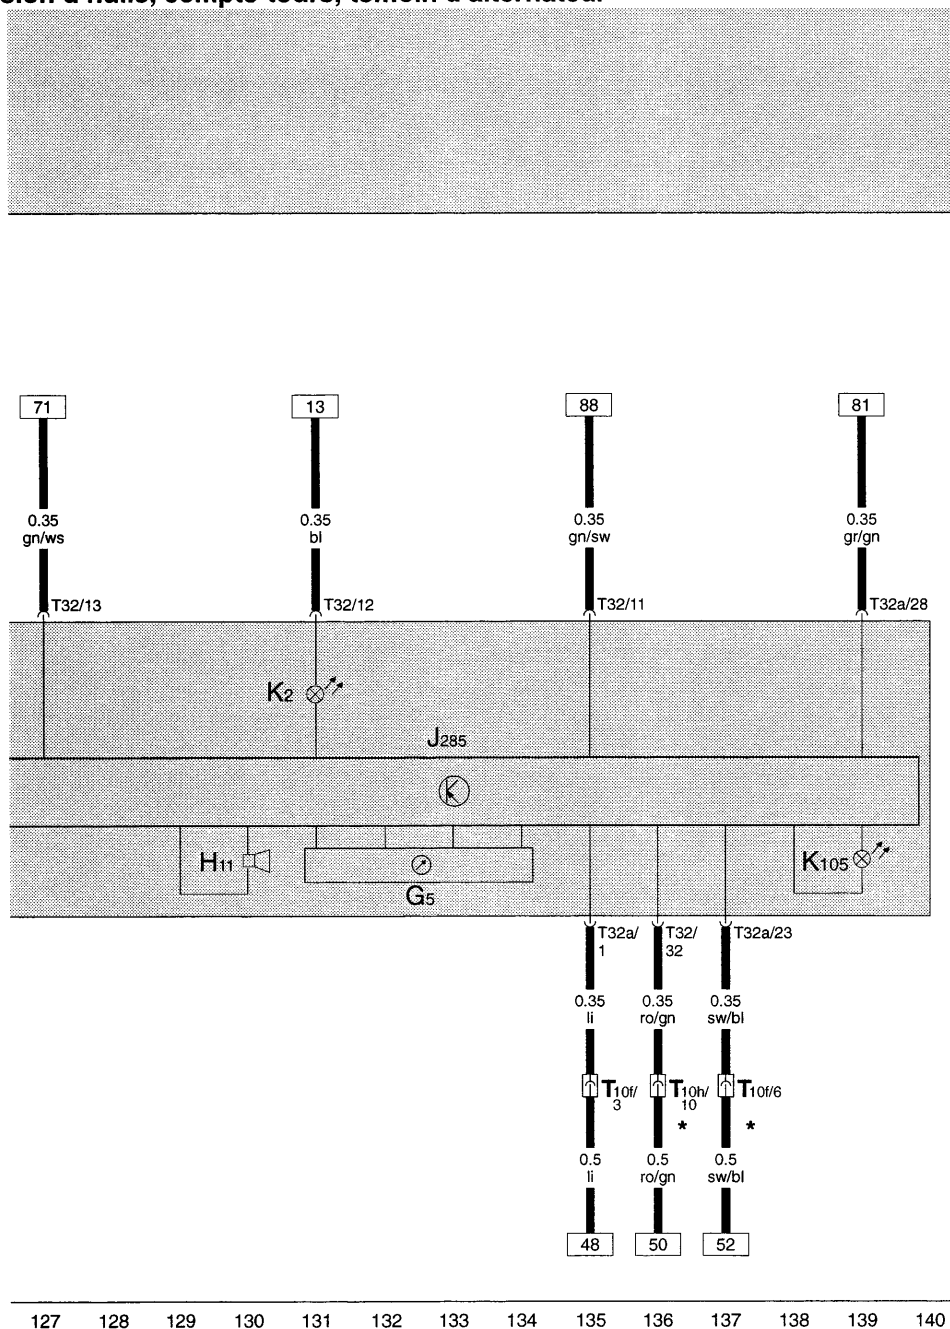 71 13 88 81
0.35 0.35 0.35 0.35
gn/ws bl gn/sw gr/gn
T32/13 T32/12 T32/11 T32a/28
K2
J285
H11 K105
G5
T32a/ T32/ T32a/23
1 32
0.35 0.35 0.35
li ro/gn sw/bl
T10f/ T10h/ T10f/6
3 10
* *
0.5 0.5 0.5
li ro/gn sw/bl
48 50 52
127 128 129 130 131 132 133 134 135 136 137 138 139 140